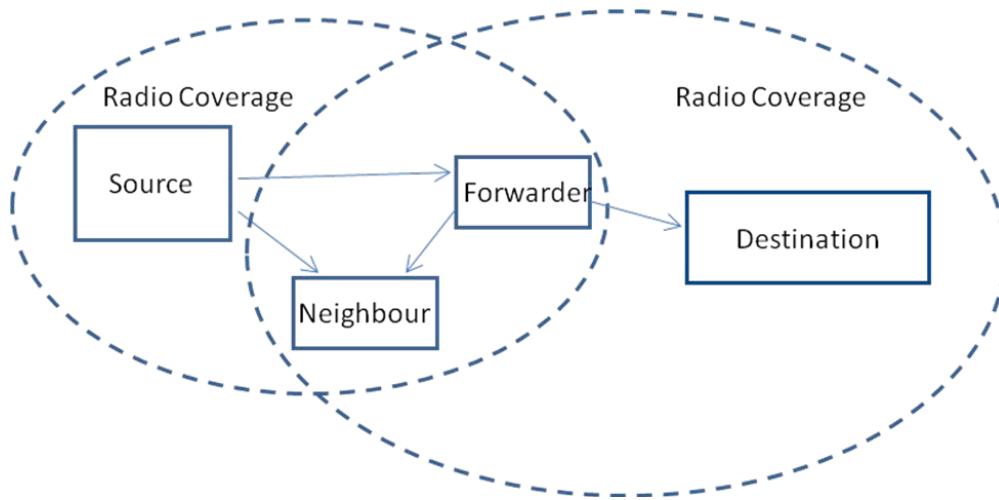 Radio Coverage
Radio Coverage
Source
Forwarder
Destination
Neighbour